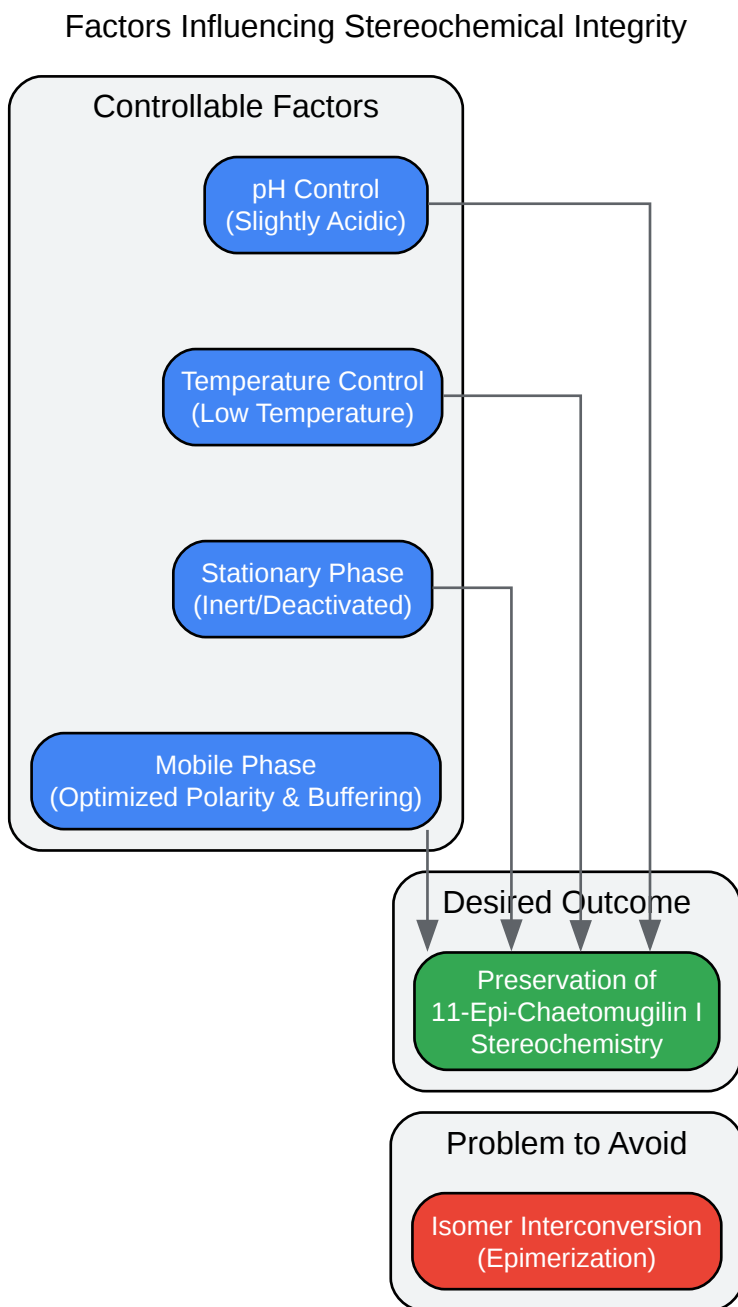 Factors Influencing Stereochemical Integrity
Controllable Factors
pH Control
(Slightly Acidic)
Temperature Control
(Low Temperature)
Stationary Phase
(Inert/Deactivated)
Mobile Phase
(Optimized Polarity & Buffering)
Desired Outcome
Preservation of
11-Epi-Chaetomugilin I
Stereochemistry
Problem to Avoid
Isomer Interconversion
(Epimerization)